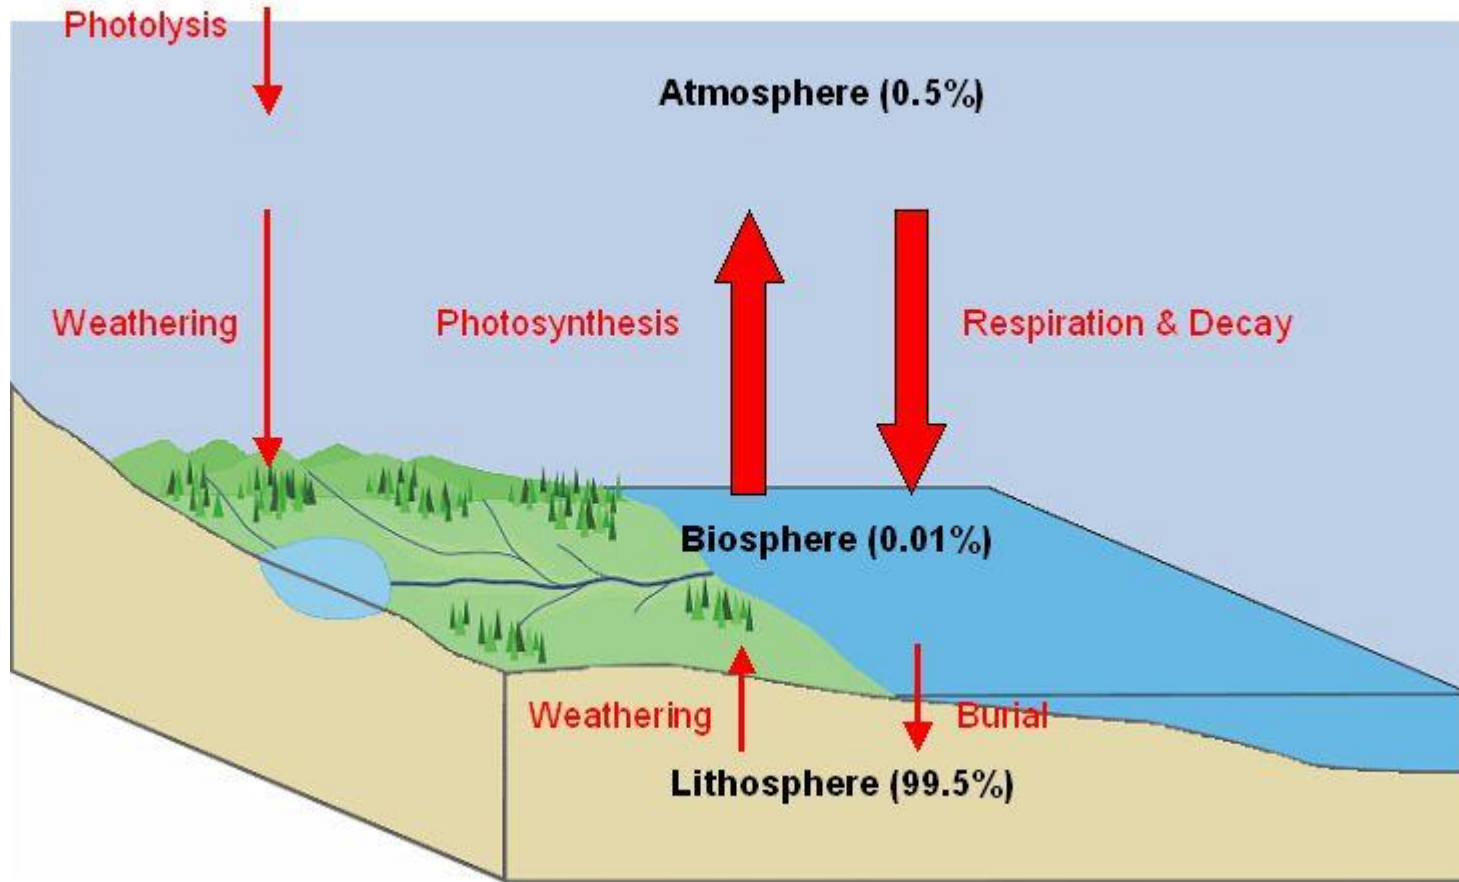 Photolysis
Atmosphere (0.5%)
Weathering
Photosynthesis
Respiration & Decay
Biosphere (0.01%)
Weathering
Burial
Lithosphere (99.5%)